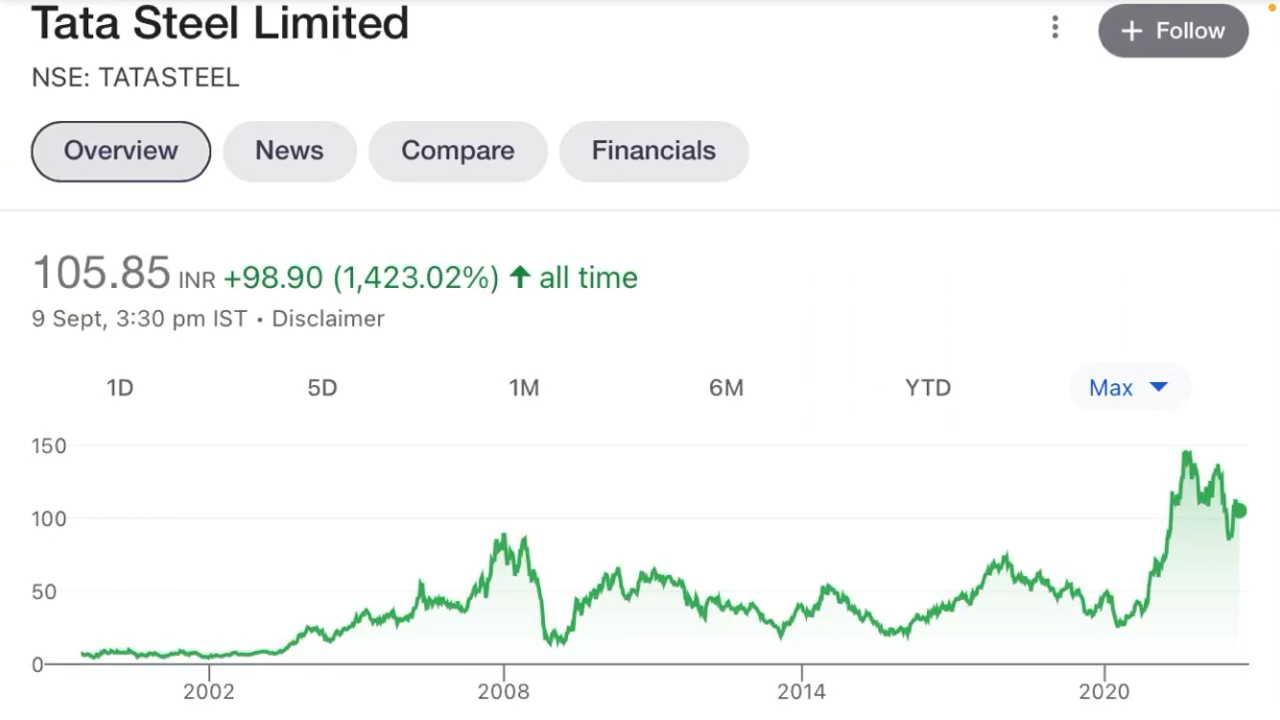 Tata Steel Limited
+ Follow
NSE: TATASTEEL
Overview News Compare Financials
105.85 INR +98.90 (1,423.02%) ↑ all time
9 Sept, 3:30 pm IST • Disclaimer
1D 5D 1M 6M YTD Max
150
100
50
0
2002 2008 2014 2020